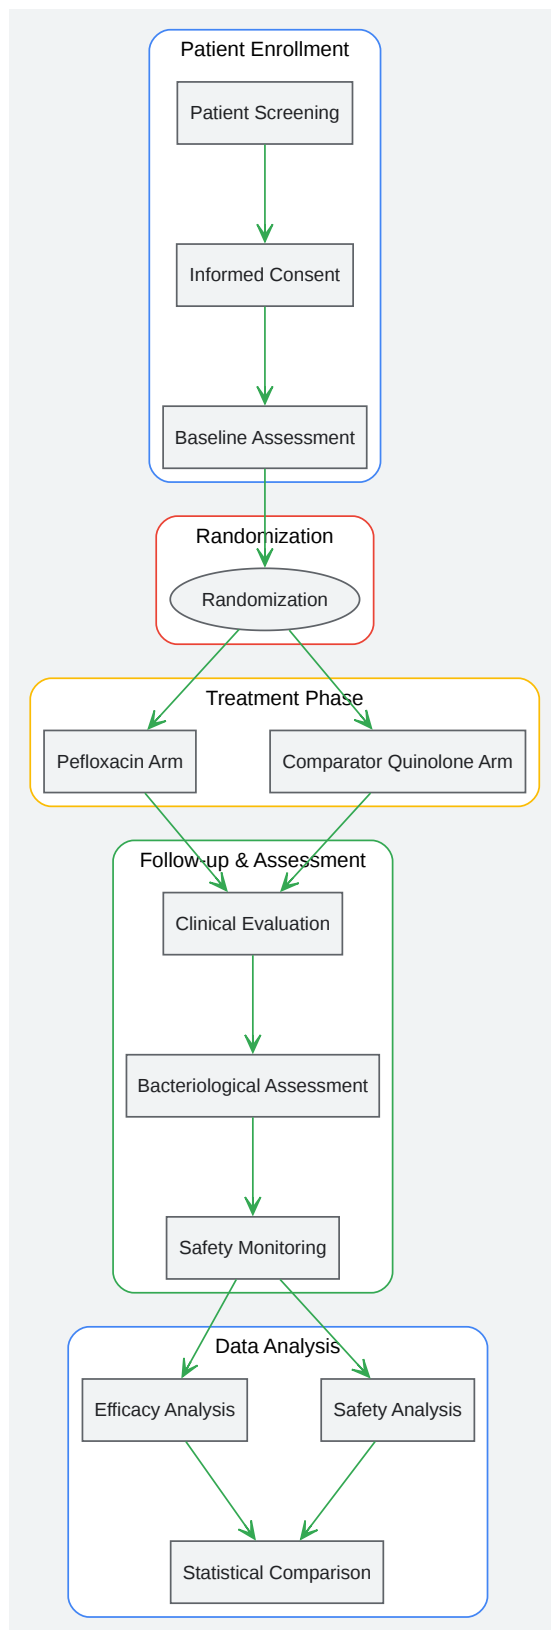 Patient Enrollment
Patient Screening
Informed Consent
Baseline Assessment
Randomization
Randomization
Treatment Phase
Pefloxacin Arm
Comparator Quinolone Arm
Follow-up & Assessment
Clinical Evaluation
Bacteriological Assessment
Safety Monitoring
Data Analysis
Efficacy Analysis
Safety Analysis
Statistical Comparison